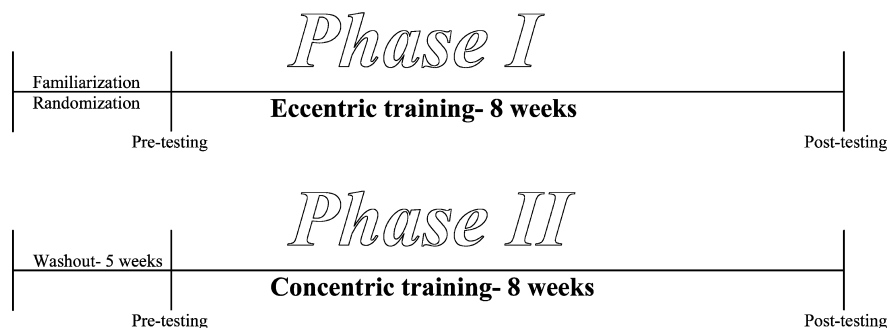 Phase I
Familiarization
Randomization
Eccentric training- 8 weeks
Pre-testing
Post-testing
Phase II
Washout- 5 weeks
Concentric training- 8 weeks
Pre-testing
Post-testing